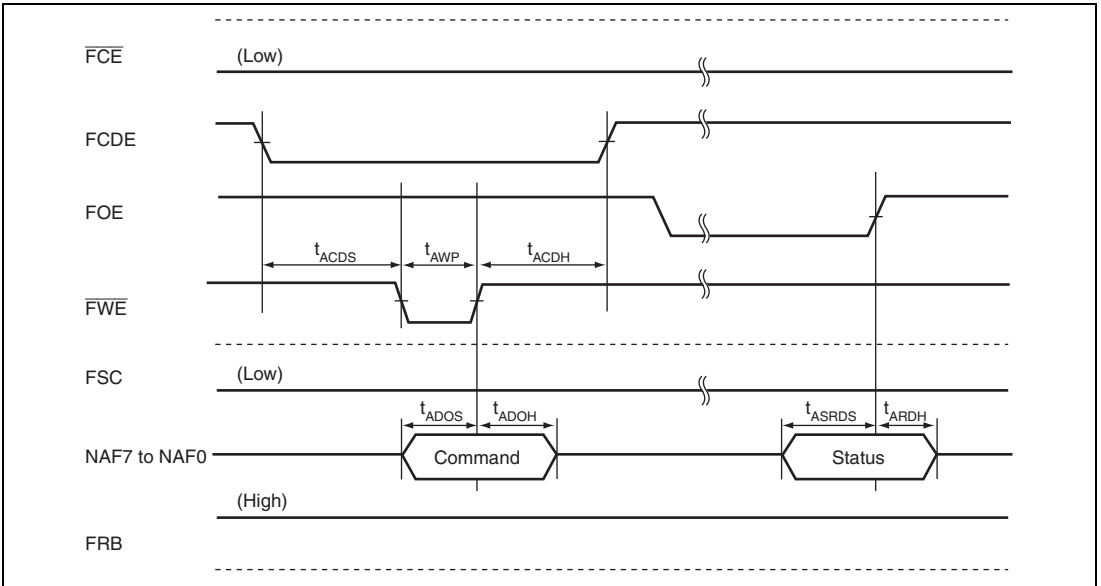 FCE (Low)
FCDE
FOE
tACDS tAWP tACDH
FWE
FSC (Low)
tADOS tADOH tASRDS tARDH
NAF7 to NAF0 Command Status
(High)
FRB